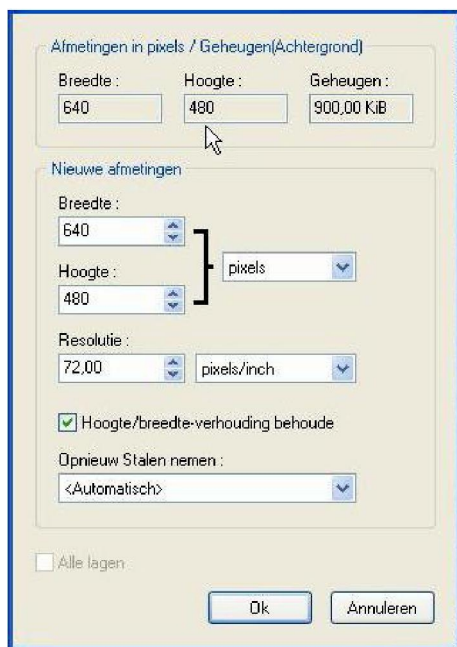 Afmetingen in pixels / Geheugen(Achtergrond)
Breedte : Hoogte : Geheugen :
640 480 900,00 KiB
Nieuwe afmetingen
Breedte :
640
pixels
Hoogte :
480
Resolutie :
72,00 pixels/inch
Hoogte/breedte-verhouding behoude
Opnieuw Stalen nemen :
<Automatisch>
Alle lagen
Ok Annuleren